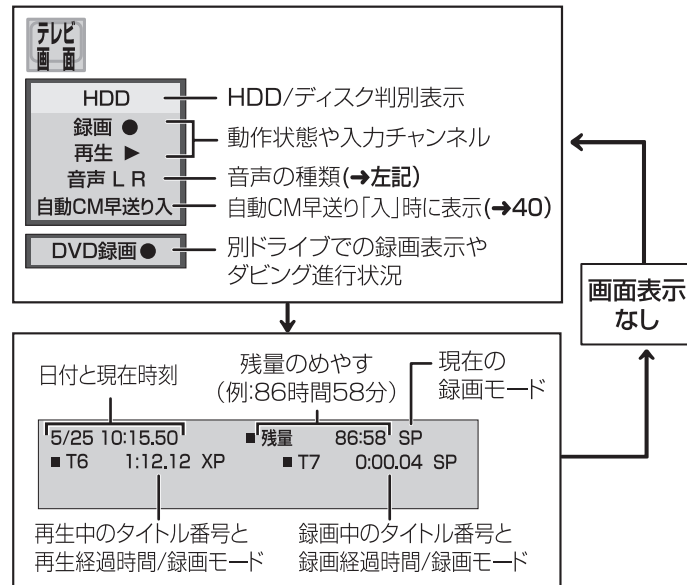 テレビ
画面
HDD
HDD/ディスク判別表示
録画 ●
再生 ▶
動作状態や入力チャンネル
音声 L R
音声の種類(➔左記)
自動CM早送り入
自動CM早送り「入」時に表示(➔40)
DVD録画●
別ドライブでの録画表示や
ダビング進行状況
画面表示
なし
日付と現在時刻
残量のめやす
(例:86時間58分)
現在の
録画モード
5/25 10:15.50 ■残量 86:58 SP
■T6 1:12.12 XP ■T7 0:00.04 SP
再生中のタイトル番号と
再生経過時間/録画モード
録画中のタイトル番号と
録画経過時間/録画モード